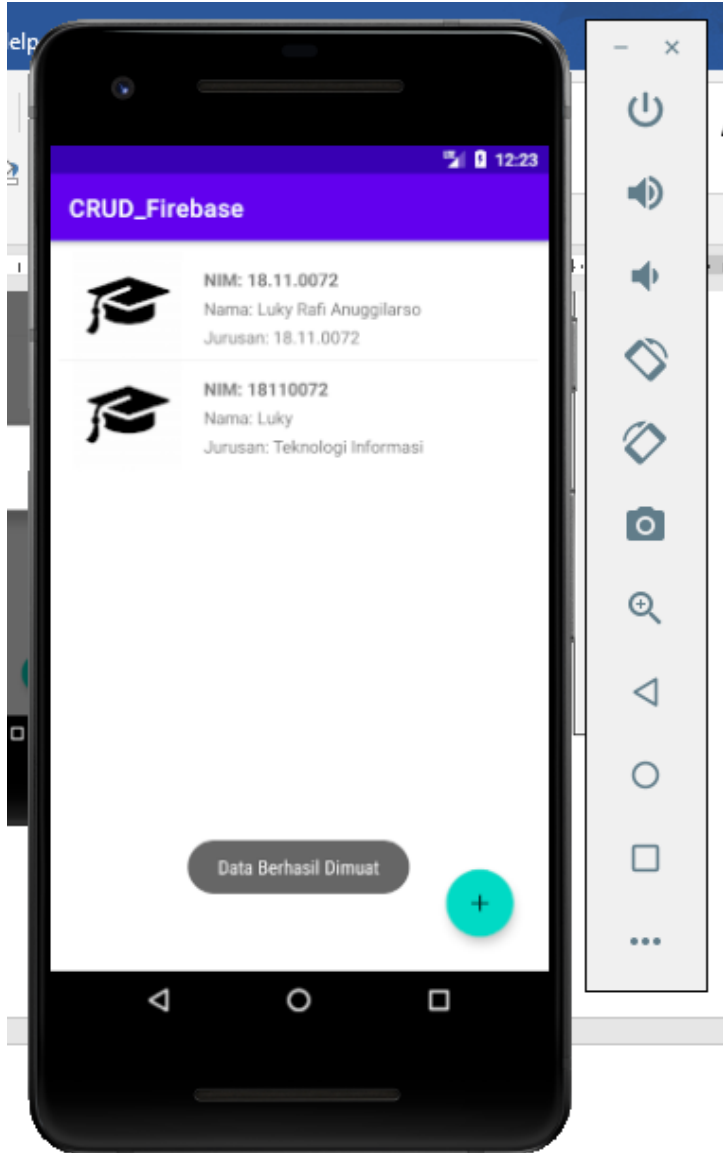 elp
12:23
CRUD_Firebase
NIM: 18.11.0072
Nama: Luky Rafi Anuggilarso
Jurusan: 18.11.0072
NIM: 18110072
Nama: Luky
Jurusan: Teknologi Informasi
Data Berhasil Dimuat